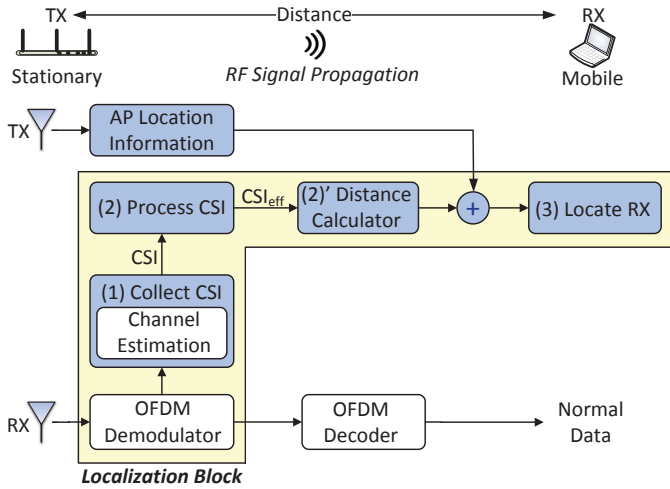 TX
Distance
RX
Stationary
RF Signal Propagation
Mobile
TX
AP Location
Information
(2) Process CSI
CSIeff
(2)' Distance
Calculator
+
(3) Locate RX
CSI
(1) Collect CSI
Channel
Estimation
RX
OFDM
Demodulator
OFDM
Decoder
Normal
Data
Localization Block